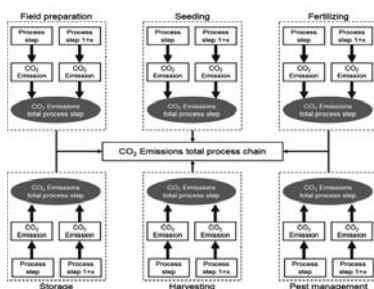 Field preparation
Seeding
Fertilizing
Process step
Process step 1+x
Process step
Process step 1+x
Process step
Process step 1+x
CO₂ Emission
CO₂ Emission
CO₂ Emission
CO₂ Emission
CO₂ Emission
CO₂ Emission
CO₂ Emissions total process step
CO₂ Emissions total process step
CO₂ Emissions total process step
CO₂ Emissions total process chain
CO₂ Emissions total process step
CO₂ Emissions total process step
CO₂ Emissions total process step
CO₂ Emission
CO₂ Emission
CO₂ Emission
CO₂ Emission
CO₂ Emission
CO₂ Emission
Process step
Process step 1+x
Process step
Process step 1+x
Process step
Process step 1+x
Storage
Harvesting
Pest management